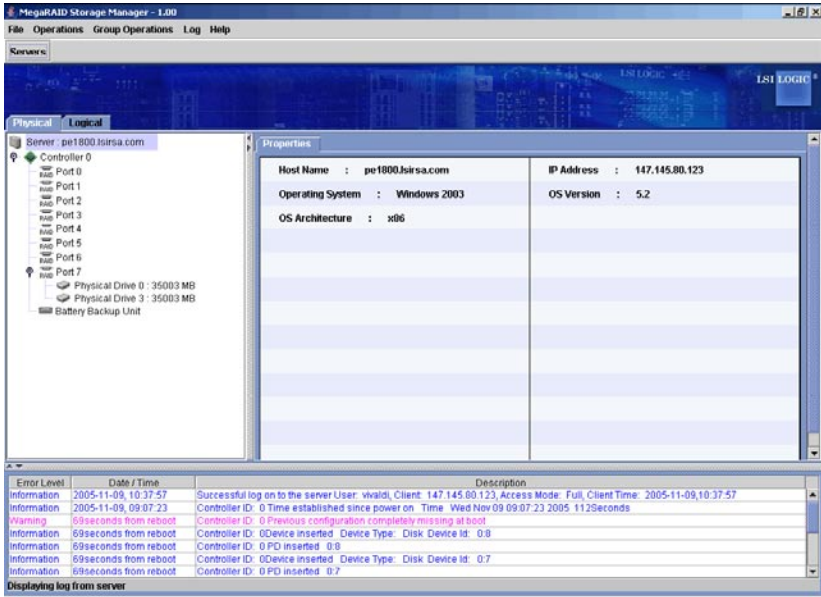 MegaRAID Storage Manager - 1.00
File Operations Group Operations Log Help
Servers
LSI LOGIC
LSI LOGIC
Physical Logical
Server : pe1800.lsirsa.com
Controller 0
RAID Port 0
RAID Port 1
RAID Port 2
RAID Port 3
RAID Port 4
RAID Port 5
RAID Port 6
RAID Port 7
Physical Drive 0 : 35003 MB
Physical Drive 3 : 35003 MB
Battery Backup Unit
Properties
Host Name : pe1800.lsirsa.com IP Address : 147.145.80.123
Operating System : Windows 2003 OS Version : 5.2
OS Architecture : x86
Error Level Date / Time Description
Information 2005-11-09, 10:37:57 Successful log on to the server User: vivaldi, Client: 147.145.80.123, Access Mode: Full, Client Time: 2005-11-09,10:37:57
Information 2005-11-09, 09:07:23 Controller ID: 0 Time established since power on Time Wed Nov 09 09:07:23 2005 112Seconds
Warning 69seconds from reboot Controller ID: 0 Previous configuration completely missing at boot
Information 69seconds from reboot Controller ID: 0Device inserted Device Type: Disk Device Id: 0:8
Information 69seconds from reboot Controller ID: 0 PD inserted 0:8
Information 69seconds from reboot Controller ID: 0Device inserted Device Type: Disk Device Id: 0:7
Information 69seconds from reboot Controller ID: 0 PD inserted 0:7
Displaying log from server